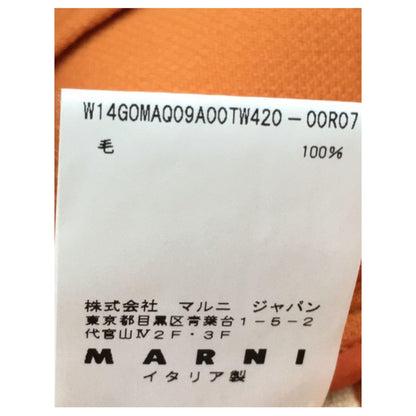 W14GOMAQ09A00TW420-00R07
毛 100%
株式会社 マルニ ジャパン
東京都目黒区青葉台1-5-2
代官山Ⅳ2F・3F
MARNI
イタリア製